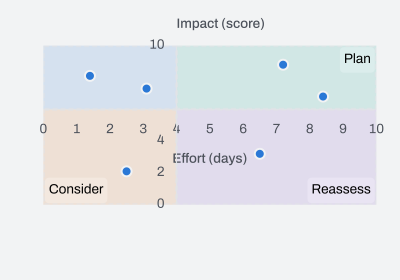 Impact (score)
10
Plan
0 1 2 3 4 5 6 7 8 9 10
4
Effort (days)
2
Consider
Reassess
0